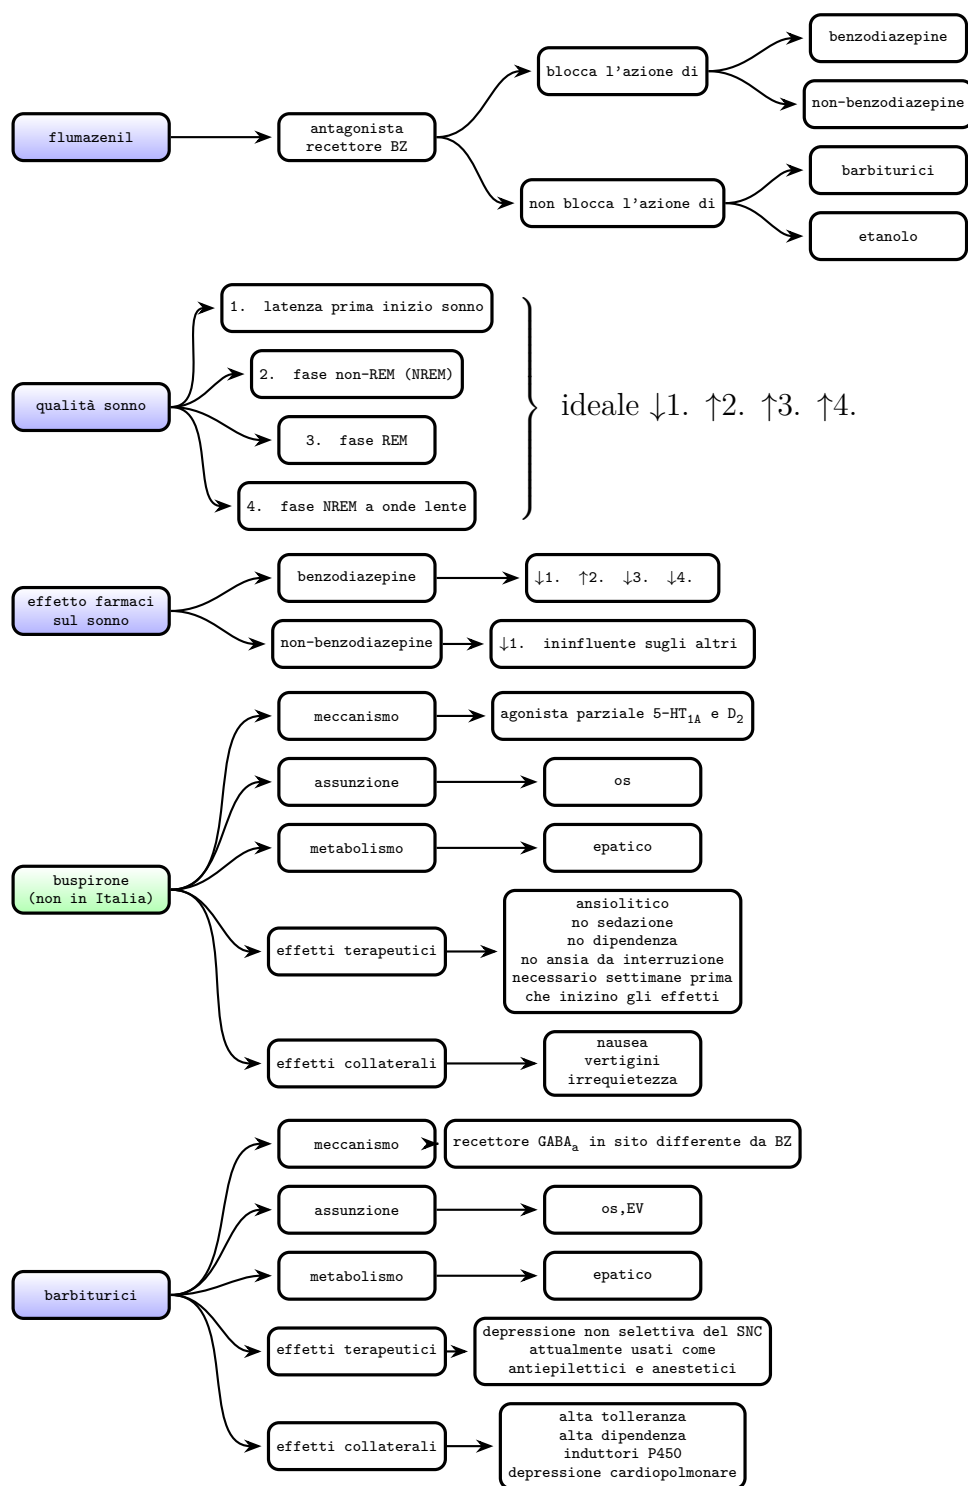 flumazenil
antagonista
recettore BZ
blocca l'azione di
benzodiazepine
non-benzodiazepine
non blocca l'azione di
barbiturici
etanolo
qualità sonno
1. latenza prima inizio sonno
2. fase non-REM (NREM)
3. fase REM
4. fase NREM a onde lente
ideale ↓1. ↑2. ↑3. ↑4.
effetto farmaci
sul sonno
benzodiazepine
↓1. ↑2. ↓3. ↓4.
non-benzodiazepine
↓1. ininfluente sugli altri
buspirone
(non in Italia)
meccanismo
agonista parziale 5-HT1A e D2
assunzione
os
metabolismo
epatico
effetti terapeutici
ansiolitico
no sedazione
no dipendenza
no ansia da interruzione
necessario settimane prima
che inizino gli effetti
effetti collaterali
nausea
vertigini
irrequietezza
barbiturici
meccanismo
recettore GABAa in sito differente da BZ
assunzione
os,EV
metabolismo
epatico
effetti terapeutici
depressione non selettiva del SNC
attualmente usati come
antiepilettici e anestetici
effetti collaterali
alta tolleranza
alta dipendenza
induttori P450
depressione cardiopolmonare